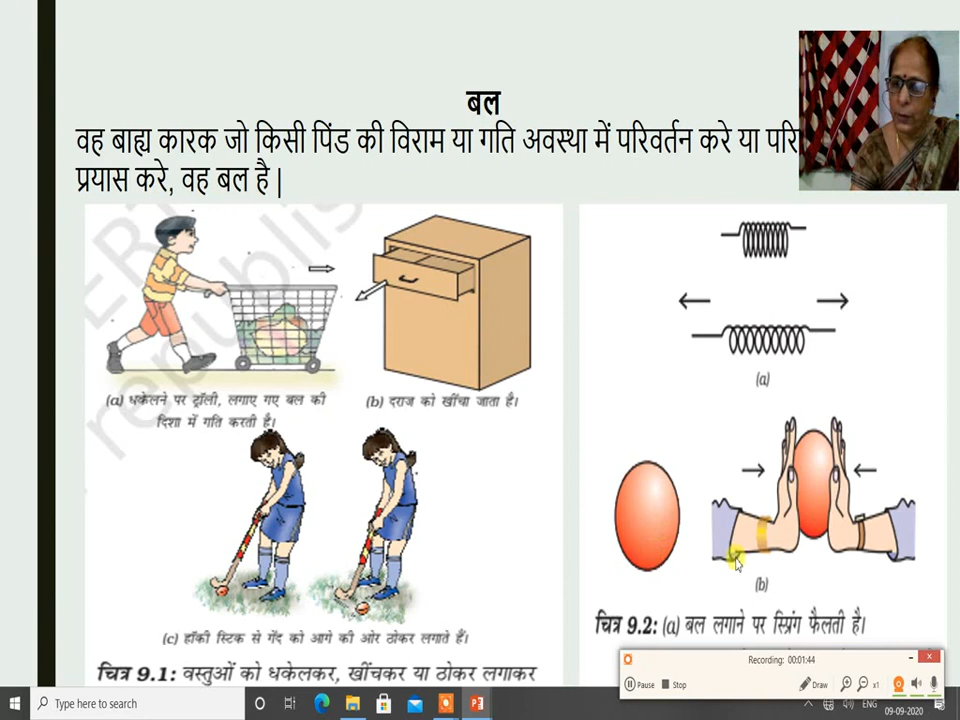 बल
वह बाह्य कारक जो किसी पिंड की विराम या गति अवस्था में परिवर्तन करे या
प्रयास करे, वह बल है |
(a) धकेलने पर ट्रॉली, लगाए गए बल की
दिशा में गति करती है।
(b) दराज को खींचा जाता है।
(a)
(b)
(c) हॉकी स्टिक से गेंद को आगे की ओर ठोकर लगाते हैं।
चित्र 9.1: वस्तुओं को धकेलकर, खींचकर या ठोकर लगाकर
चित्र 9.2: (a) बल लगाने पर स्प्रिंग फैलती है।
Recording: 00:01:44
Pause
Stop
Draw
x1
Type here to search
ENG
09-09-2020